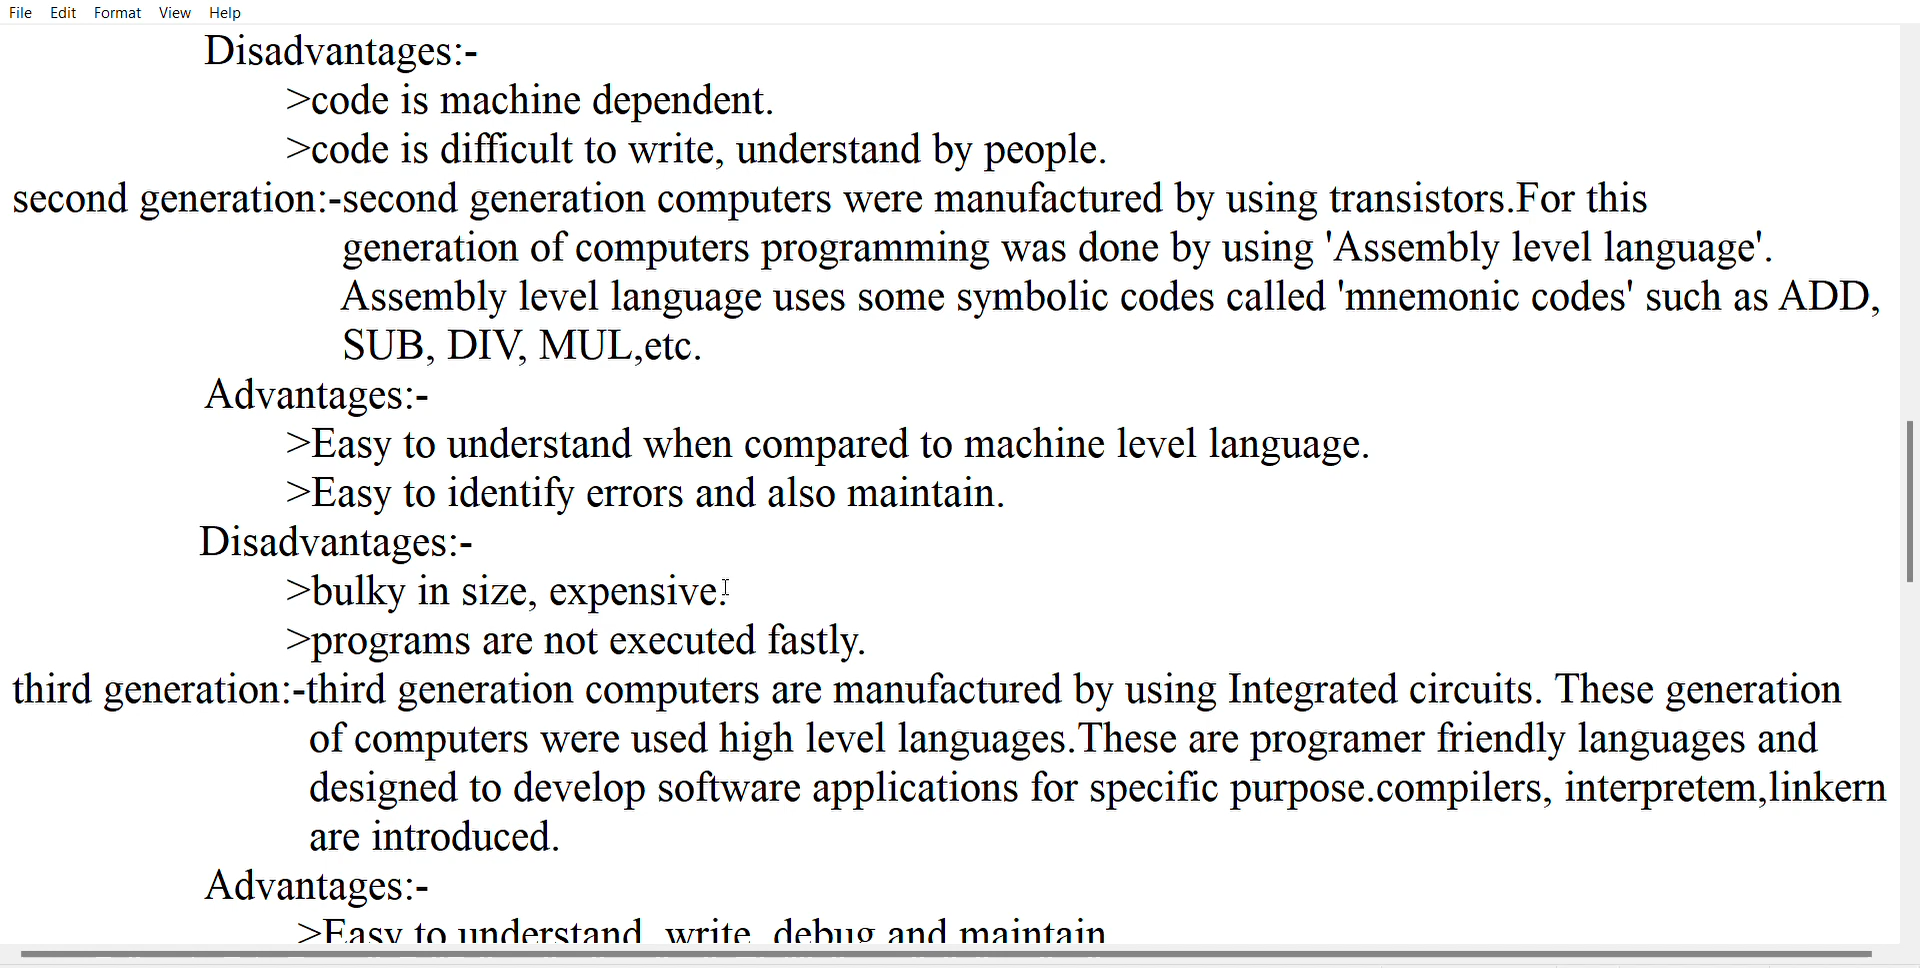 File Edit Format View Help
Disadvantages:-
>code is machine dependent.
>code is difficult to write, understand by people.
second generation:-second generation computers were manufactured by using transistors.For this
generation of computers programming was done by using 'Assembly level language'.
Assembly level language uses some symbolic codes called 'mnemonic codes' such as ADD,
SUB, DIV, MUL,etc.
Advantages:-
>Easy to understand when compared to machine level language.
>Easy to identify errors and also maintain.
Disadvantages:-
>bulky in size, expensive.
>programs are not executed fastly.
third generation:-third generation computers are manufactured by using Integrated circuits. These generation
of computers were used high level languages.These are programer friendly languages and
designed to develop software applications for specific purpose.compilers, interpretem,linkern
are introduced.
Advantages:-
>Easy to understand, write, debug and maintain